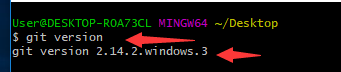 User@DESKTOP-ROA73CL MINGW64 ~/Desktop
$ git version
git version 2.14.2.windows.3